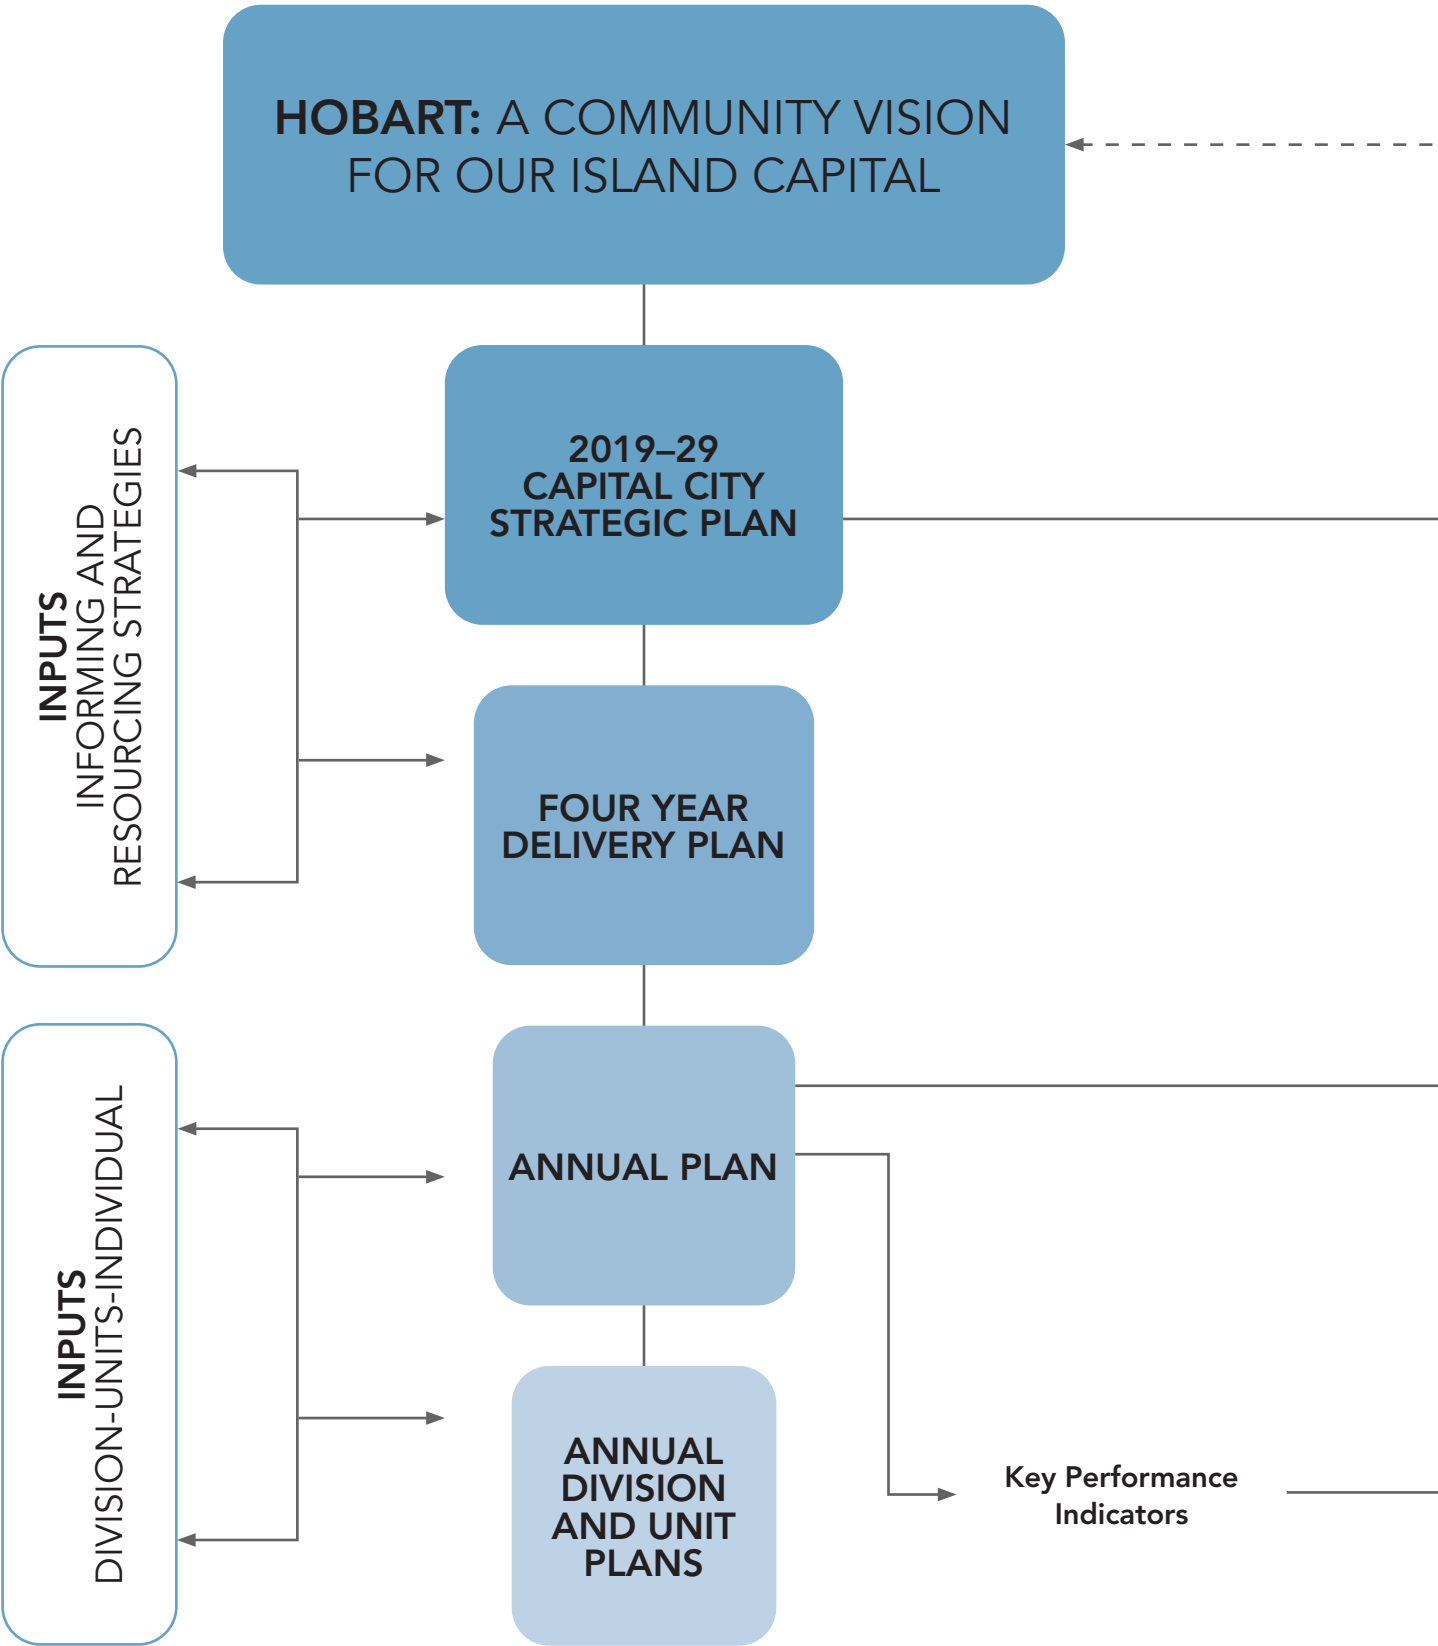 HOBART: A COMMUNITY VISION
FOR OUR ISLAND CAPITAL
INPUTS
INFORMING AND
RESOURCING STRATEGIES
2019–29
CAPITAL CITY
STRATEGIC PLAN
FOUR YEAR
DELIVERY PLAN
INPUTS
DIVISION-UNITS-INDIVIDUAL
ANNUAL PLAN
ANNUAL
DIVISION
AND UNIT
PLANS
Key Performance
Indicators